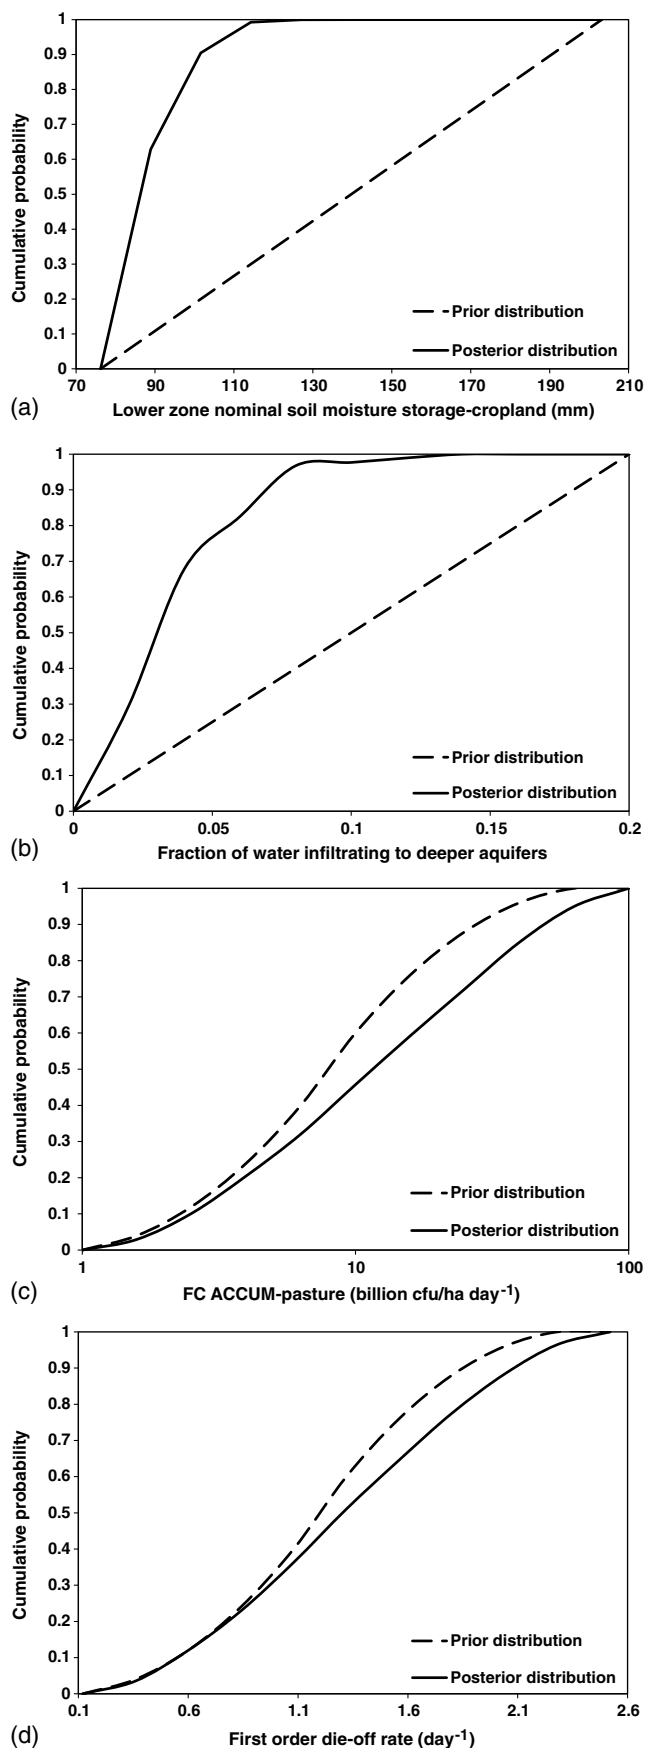 1
0.9
0.8
0.7
0.6
0.5
0.4
0.3
0.2
0.1
0
Cumulative probability
Prior distribution
Posterior distribution
70 90 110 130 150 170 190 210
(a) Lower zone nominal soil moisture storage-cropland (mm)
1
0.9
0.8
0.7
0.6
0.5
0.4
0.3
0.2
0.1
0
Cumulative probability
Prior distribution
Posterior distribution
0 0.05 0.1 0.15 0.2
(b) Fraction of water infiltrating to deeper aquifers
1
0.9
0.8
0.7
0.6
0.5
0.4
0.3
0.2
0.1
0
Cumulative probability
Prior distribution
Posterior distribution
1 10 100
(c) FC ACCUM-pasture (billion cfu/ha day⁻¹)
1
0.9
0.8
0.7
0.6
0.5
0.4
0.3
0.2
0.1
0
Cumulative probability
Prior distribution
Posterior distribution
0.1 0.6 1.1 1.6 2.1 2.6
(d) First order die-off rate (day⁻¹)